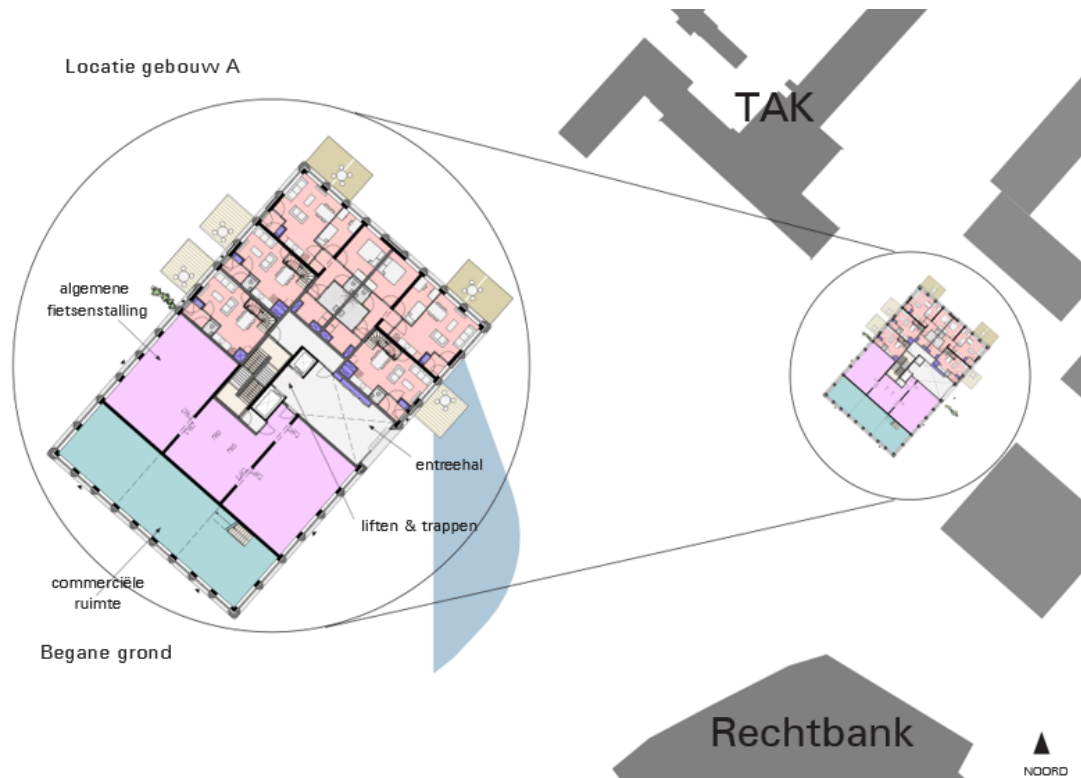 Locatie gebouw A
TAK
algemene
fietsenstalling
entreehal
liften & trappen
commerciële
ruimte
Begane grond
Rechtbank
NOORD